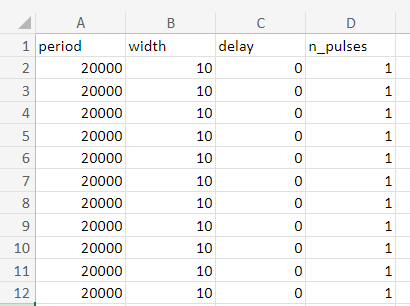 A B C D
1 period width delay n_pulses
2 20000 10 0 1
3 20000 10 0 1
4 20000 10 0 1
5 20000 10 0 1
6 20000 10 0 1
7 20000 10 0 1
8 20000 10 0 1
9 20000 10 0 1
10 20000 10 0 1
11 20000 10 0 1
12 20000 10 0 1